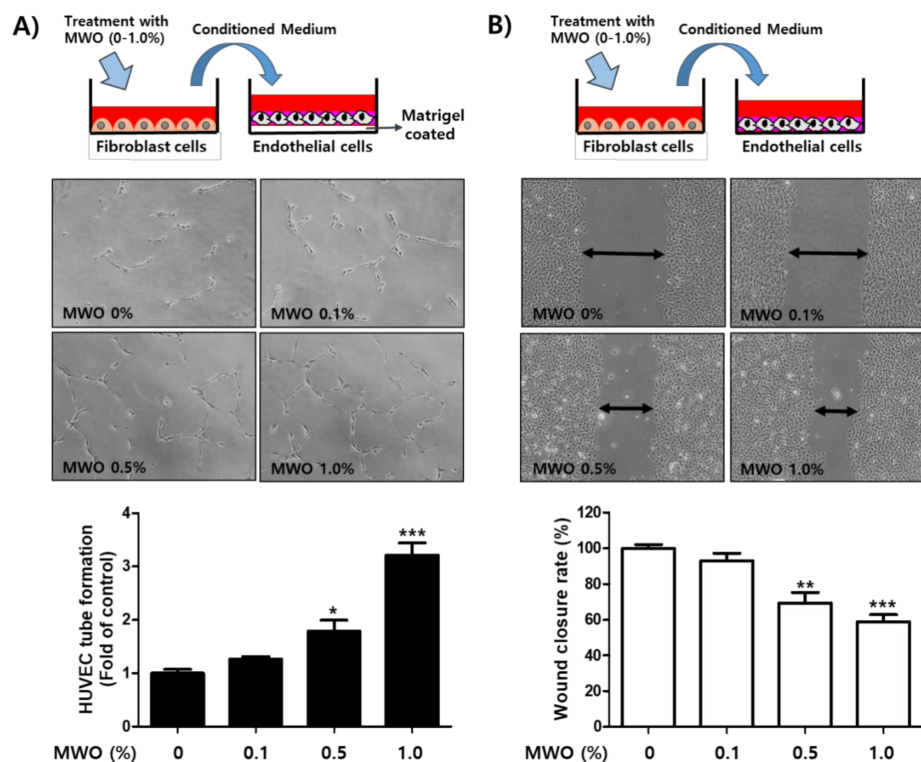 A)
Treatment with
MWO (0-1.0%)
Conditioned Medium
Matrigel
coated
Fibroblast cells
Endothelial cells
MWO 0%
MWO 0.1%
MWO 0.5%
MWO 1.0%
HUVEC tube formation
(Fold of control)
4
3
2
1
0
*
***
MWO (%)
0
0.1
0.5
1.0
B)
Treatment with
MWO (0-1.0%)
Conditioned Medium
Fibroblast cells
Endothelial cells
MWO 0%
MWO 0.1%
MWO 0.5%
MWO 1.0%
Wound closure rate (%)
120
100
80
60
40
20
0
**
***
MWO (%)
0
0.1
0.5
1.0